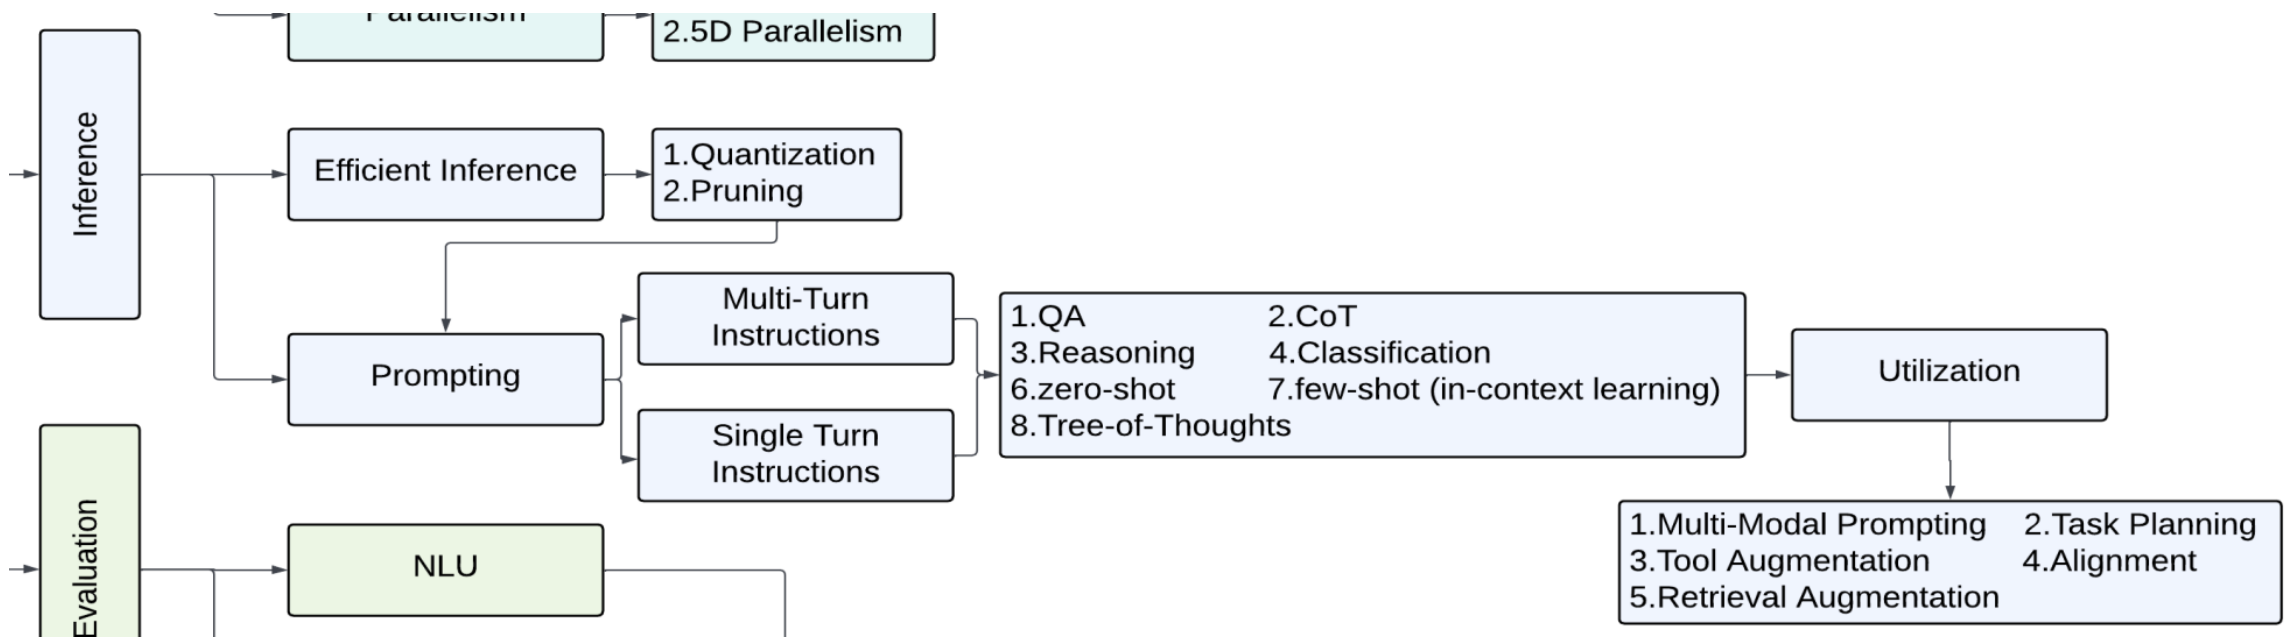 Parallelism
2.5D Parallelism
Inference
Efficient Inference
1.Quantization
2.Pruning
Prompting
Multi-Turn
Instructions
Single Turn
Instructions
1.QA 2.CoT
3.Reasoning 4.Classification
6.zero-shot 7.few-shot (in-context learning)
8.Tree-of-Thoughts
Utilization
1.Multi-Modal Prompting 2.Task Planning
3.Tool Augmentation 4.Alignment
5.Retrieval Augmentation
Evaluation
NLU